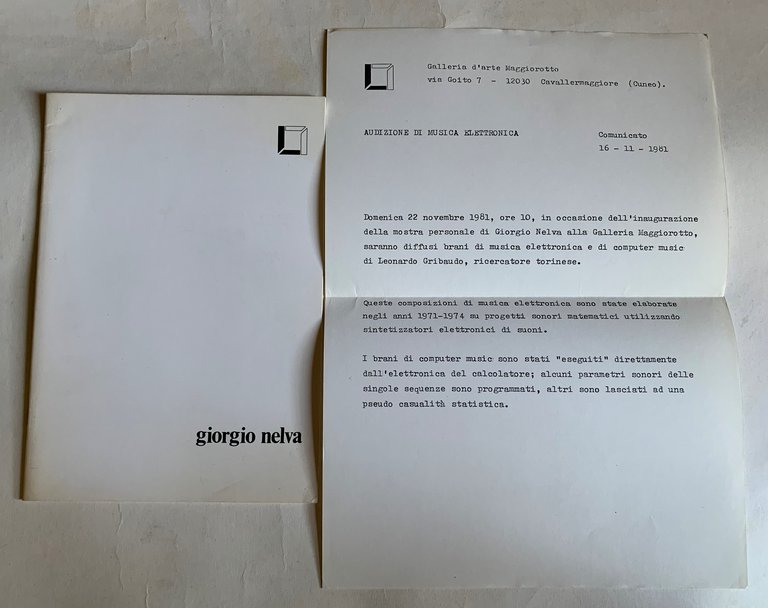 giorgio nelva
Galleria d'arte Maggiorotto
via Goito 7 - 12030 Cavallermaggiore (Cuneo).
AUDIZIONE DI MUSICA ELETTRONICA
Comunicato
16 - 11 - 1981
Domenica 22 novembre 1981, ore 10, in occasione dell'inaugurazione
della mostra personale di Giorgio Nelva alla Galleria Maggiorotto,
saranno diffusi brani di musica elettronica e di computer music
di Leonardo Gribaudo, ricercatore torinese.
Queste composizioni di musica elettronica sono state elaborate
negli anni 1971-1974 su progetti sonori matematici utilizzando
sintetizzatori elettronici di suoni.
I brani di computer music sono stati "eseguiti" direttamente
dall'elettronica del calcolatore; alcuni parametri sonori delle
singole sequenze sono programmati, altri sono lasciati ad una
pseudo casualità statistica.